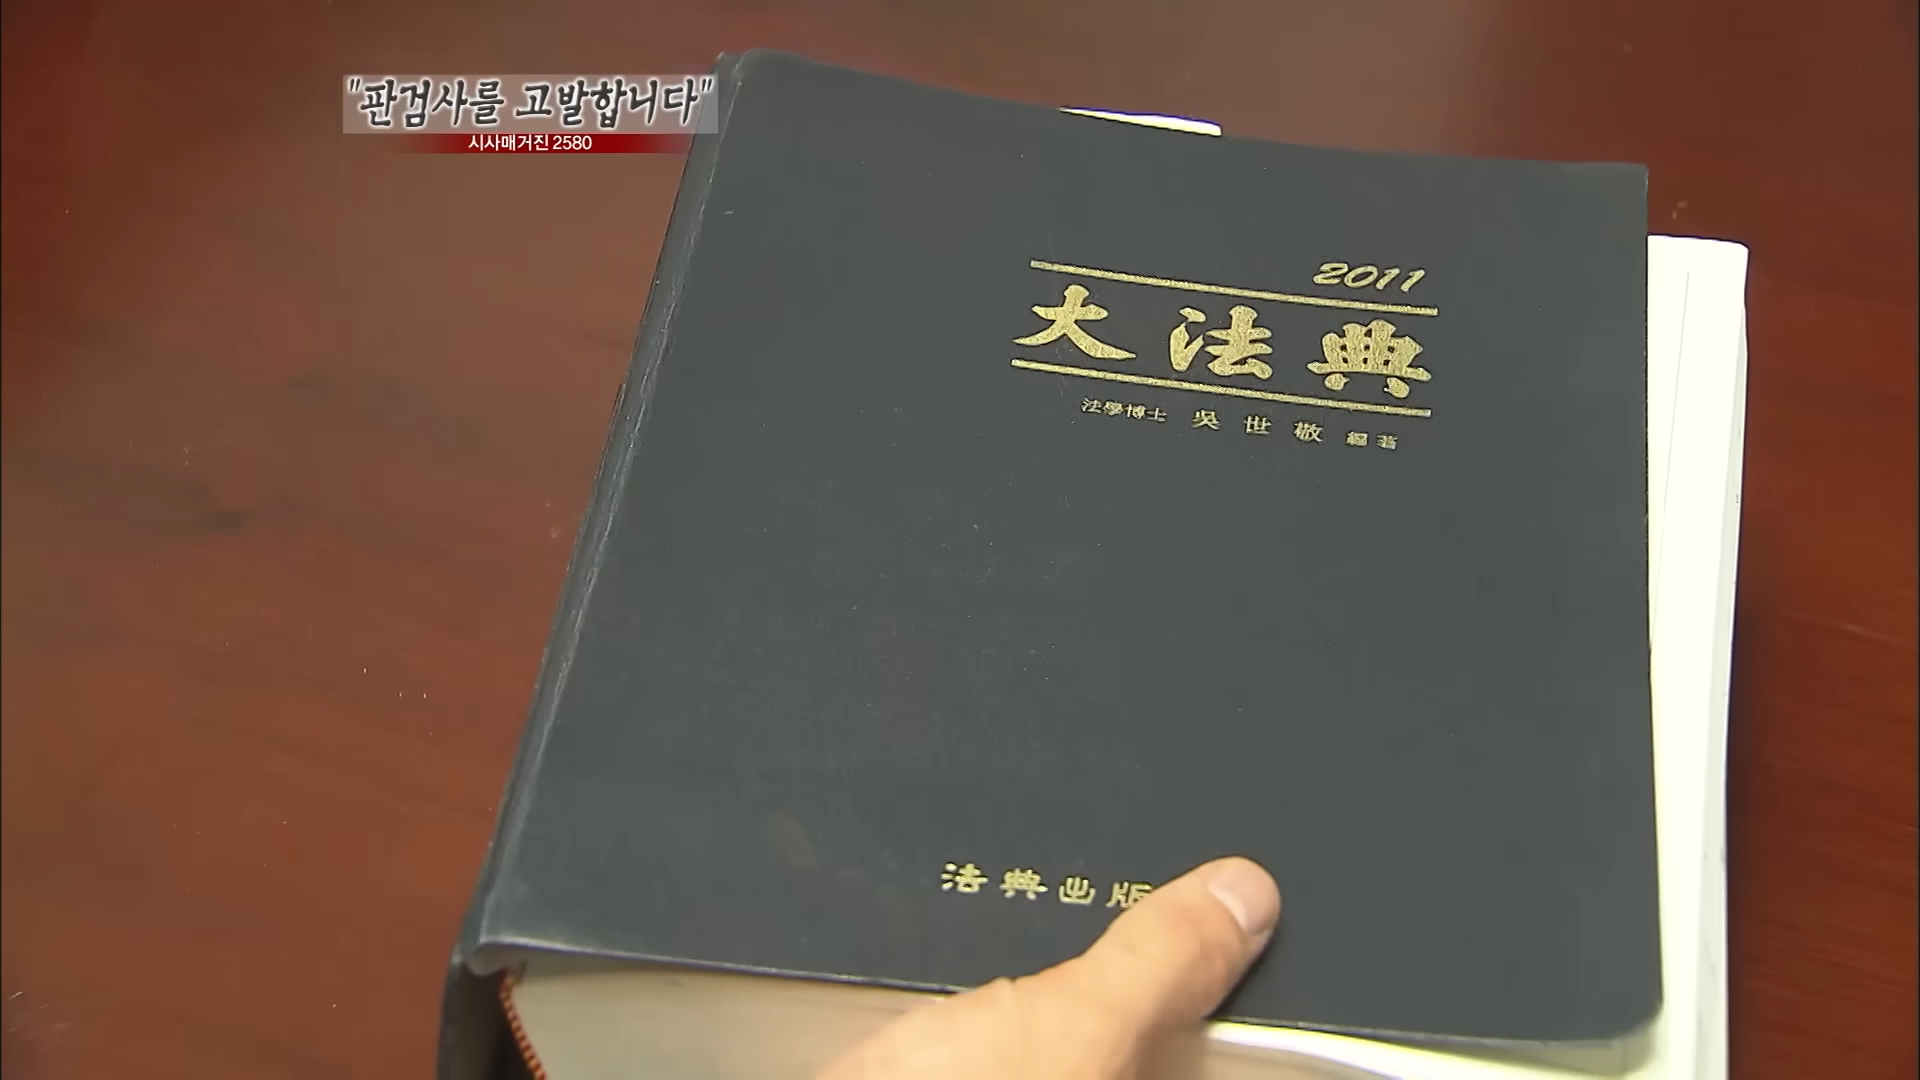 "판검사를 고발합니다"
시사매거진 2580
2011
大法典
法學博士 吳世敬 編著
法典出版